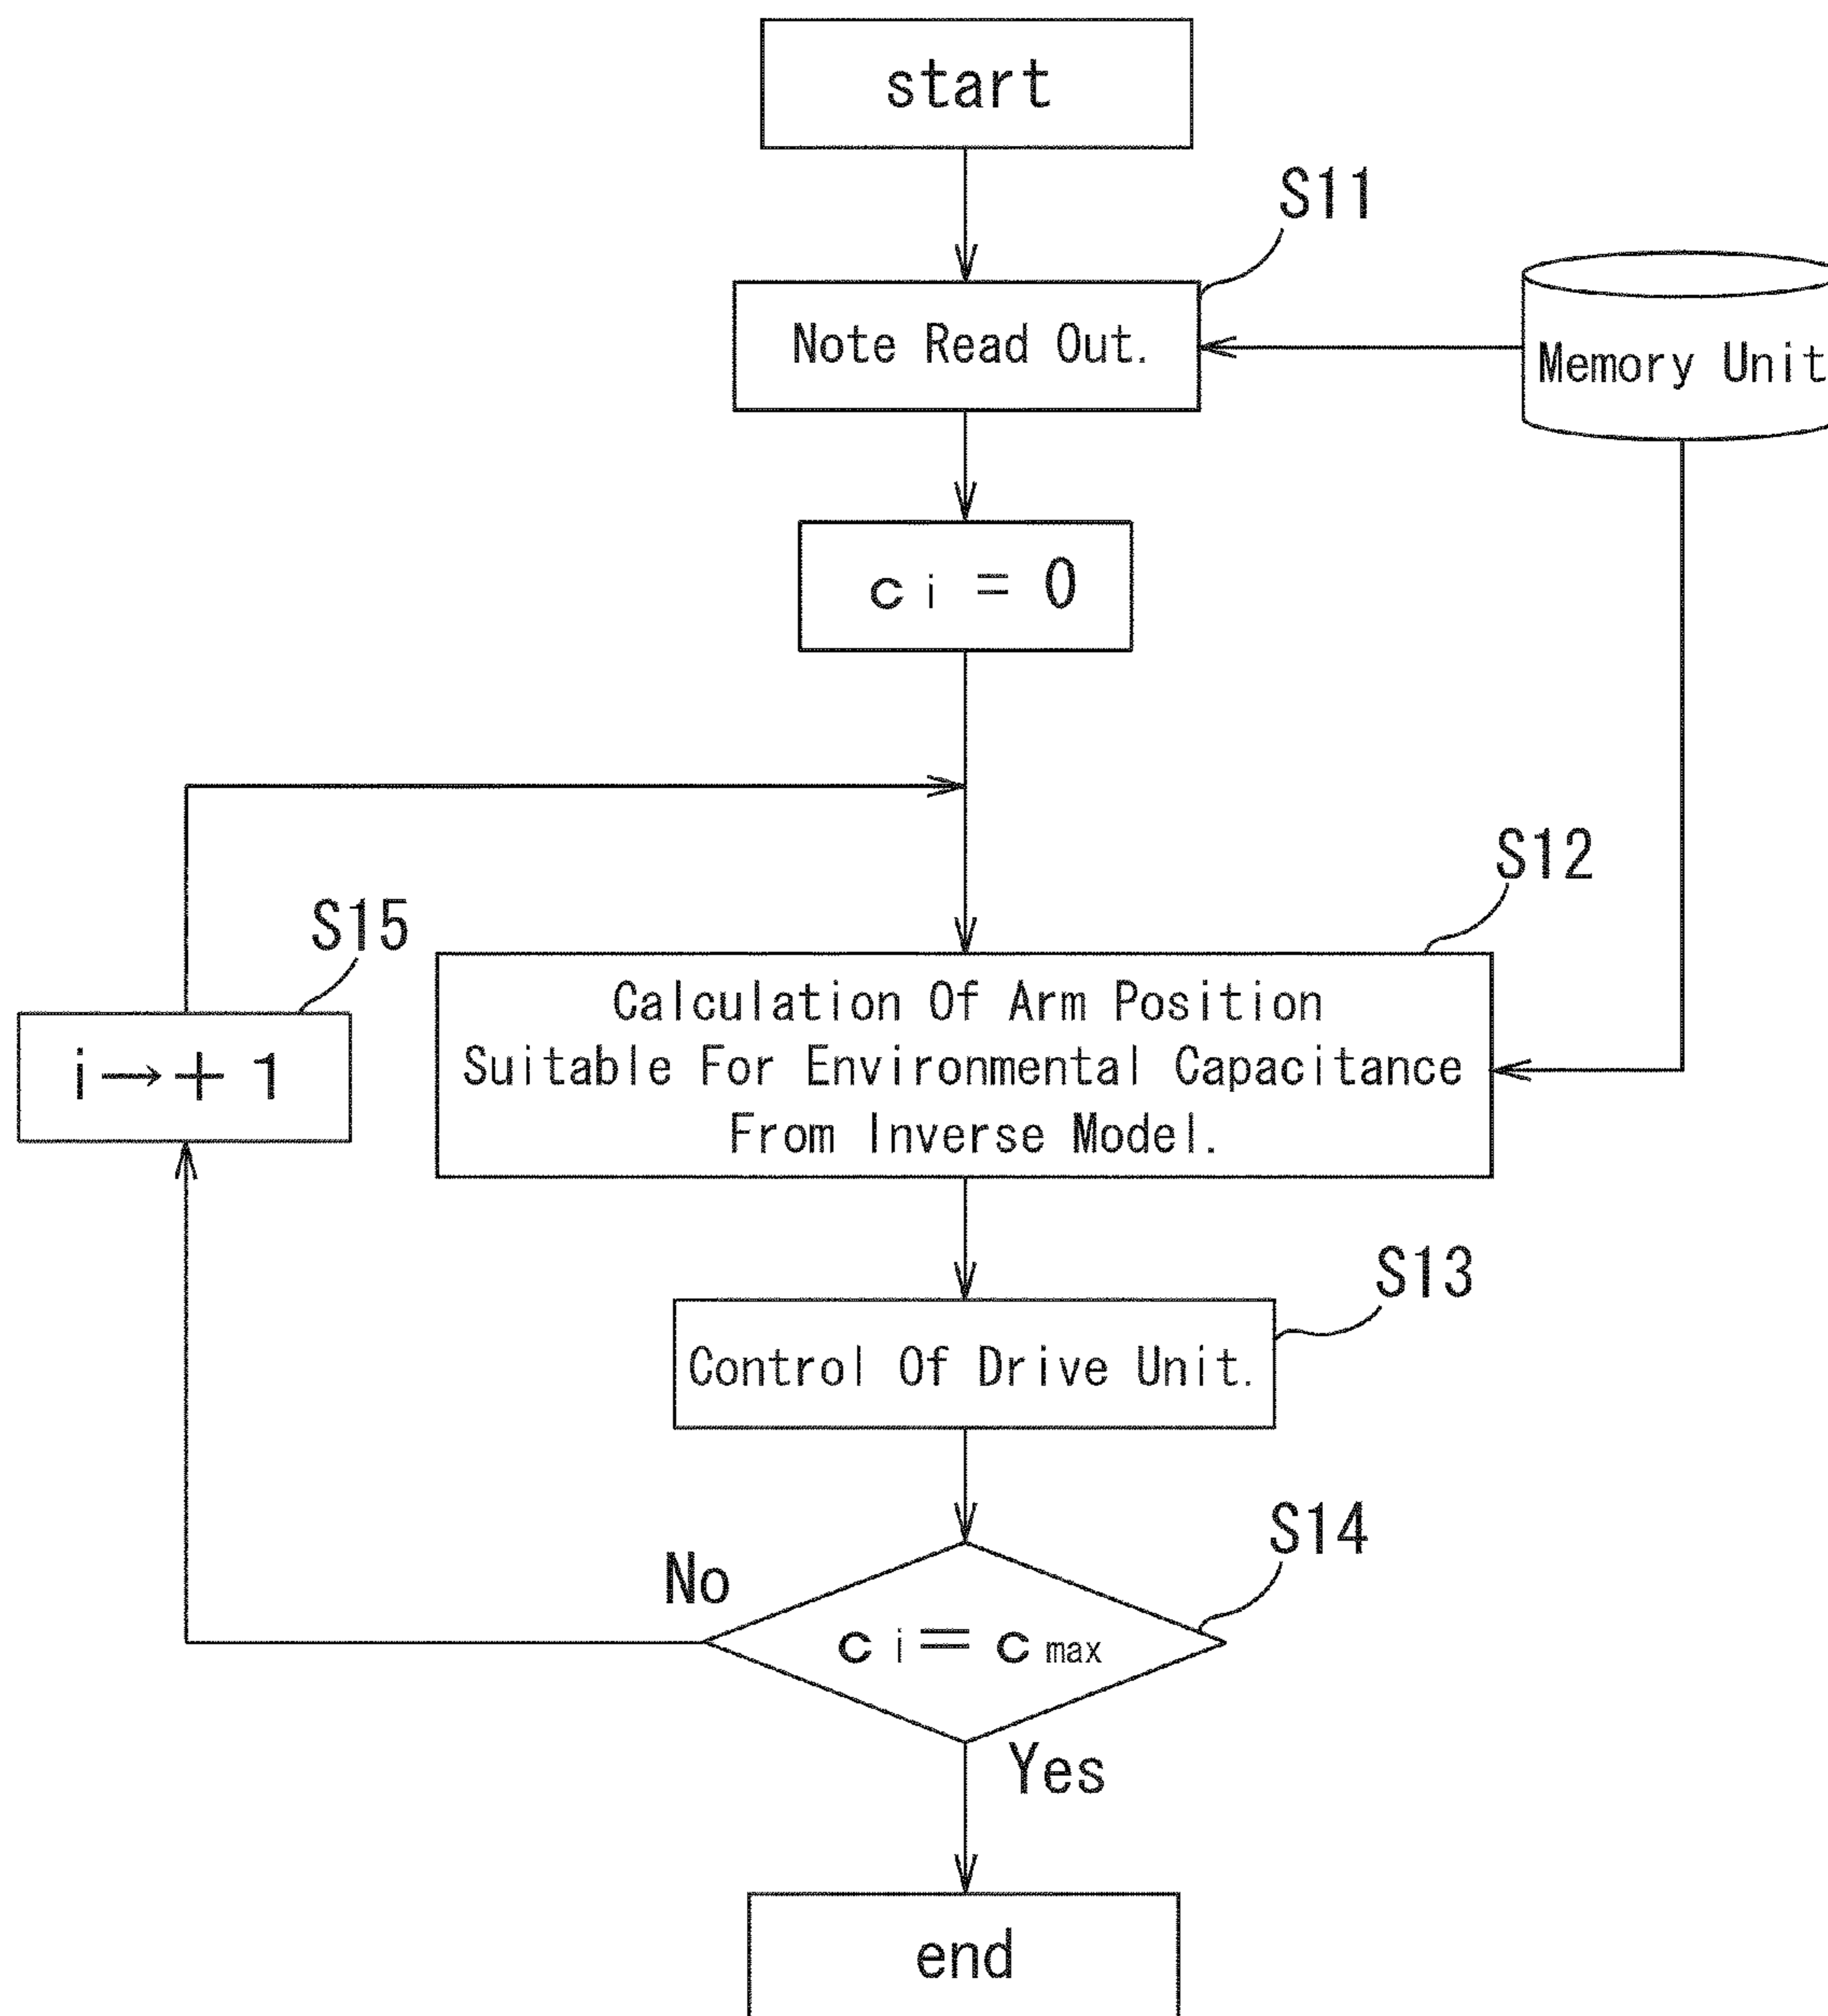 start
S11
Note Read Out.
Memory Unit
c i = 0
S12
S15
Calculation Of Arm Position
Suitable For Environmental Capacitance
From Inverse Model.
i→+1
S13
Control Of Drive Unit.
S14
No
c i = c max
Yes
end